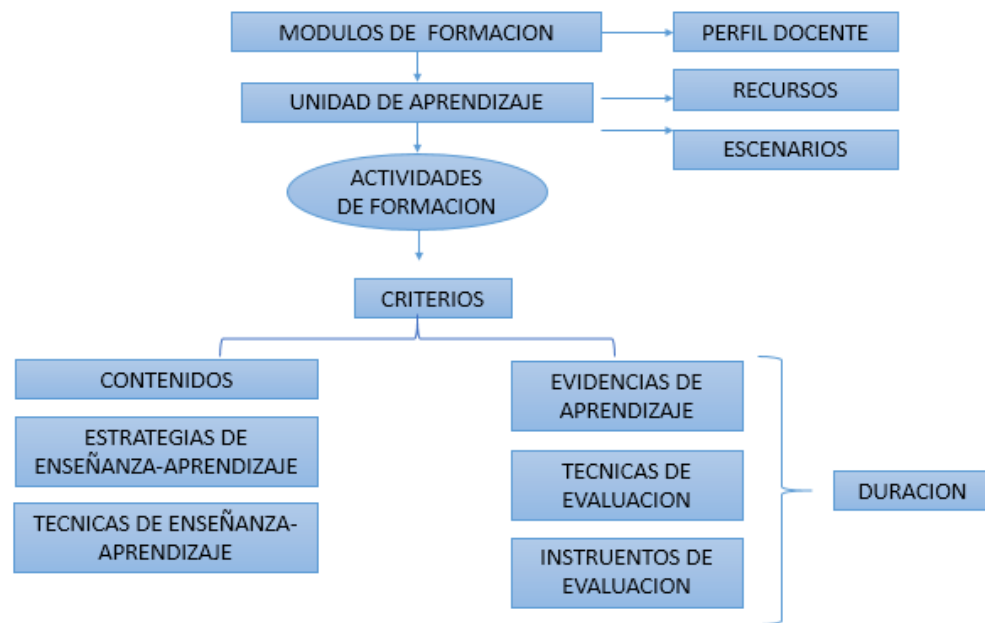 MODULOS DE FORMACION
PERFIL DOCENTE
UNIDAD DE APRENDIZAJE
RECURSOS
ESCENARIOS
ACTIVIDADES
DE FORMACION
CRITERIOS
CONTENIDOS
ESTRATEGIAS DE
ENSEÑANZA-APRENDIZAJE
TECNICAS DE ENSEÑANZA-
APRENDIZAJE
EVIDENCIAS DE
APRENDIZAJE
TECNICAS DE
EVALUACION
INSTRUENTOS DE
EVALUACION
DURACION